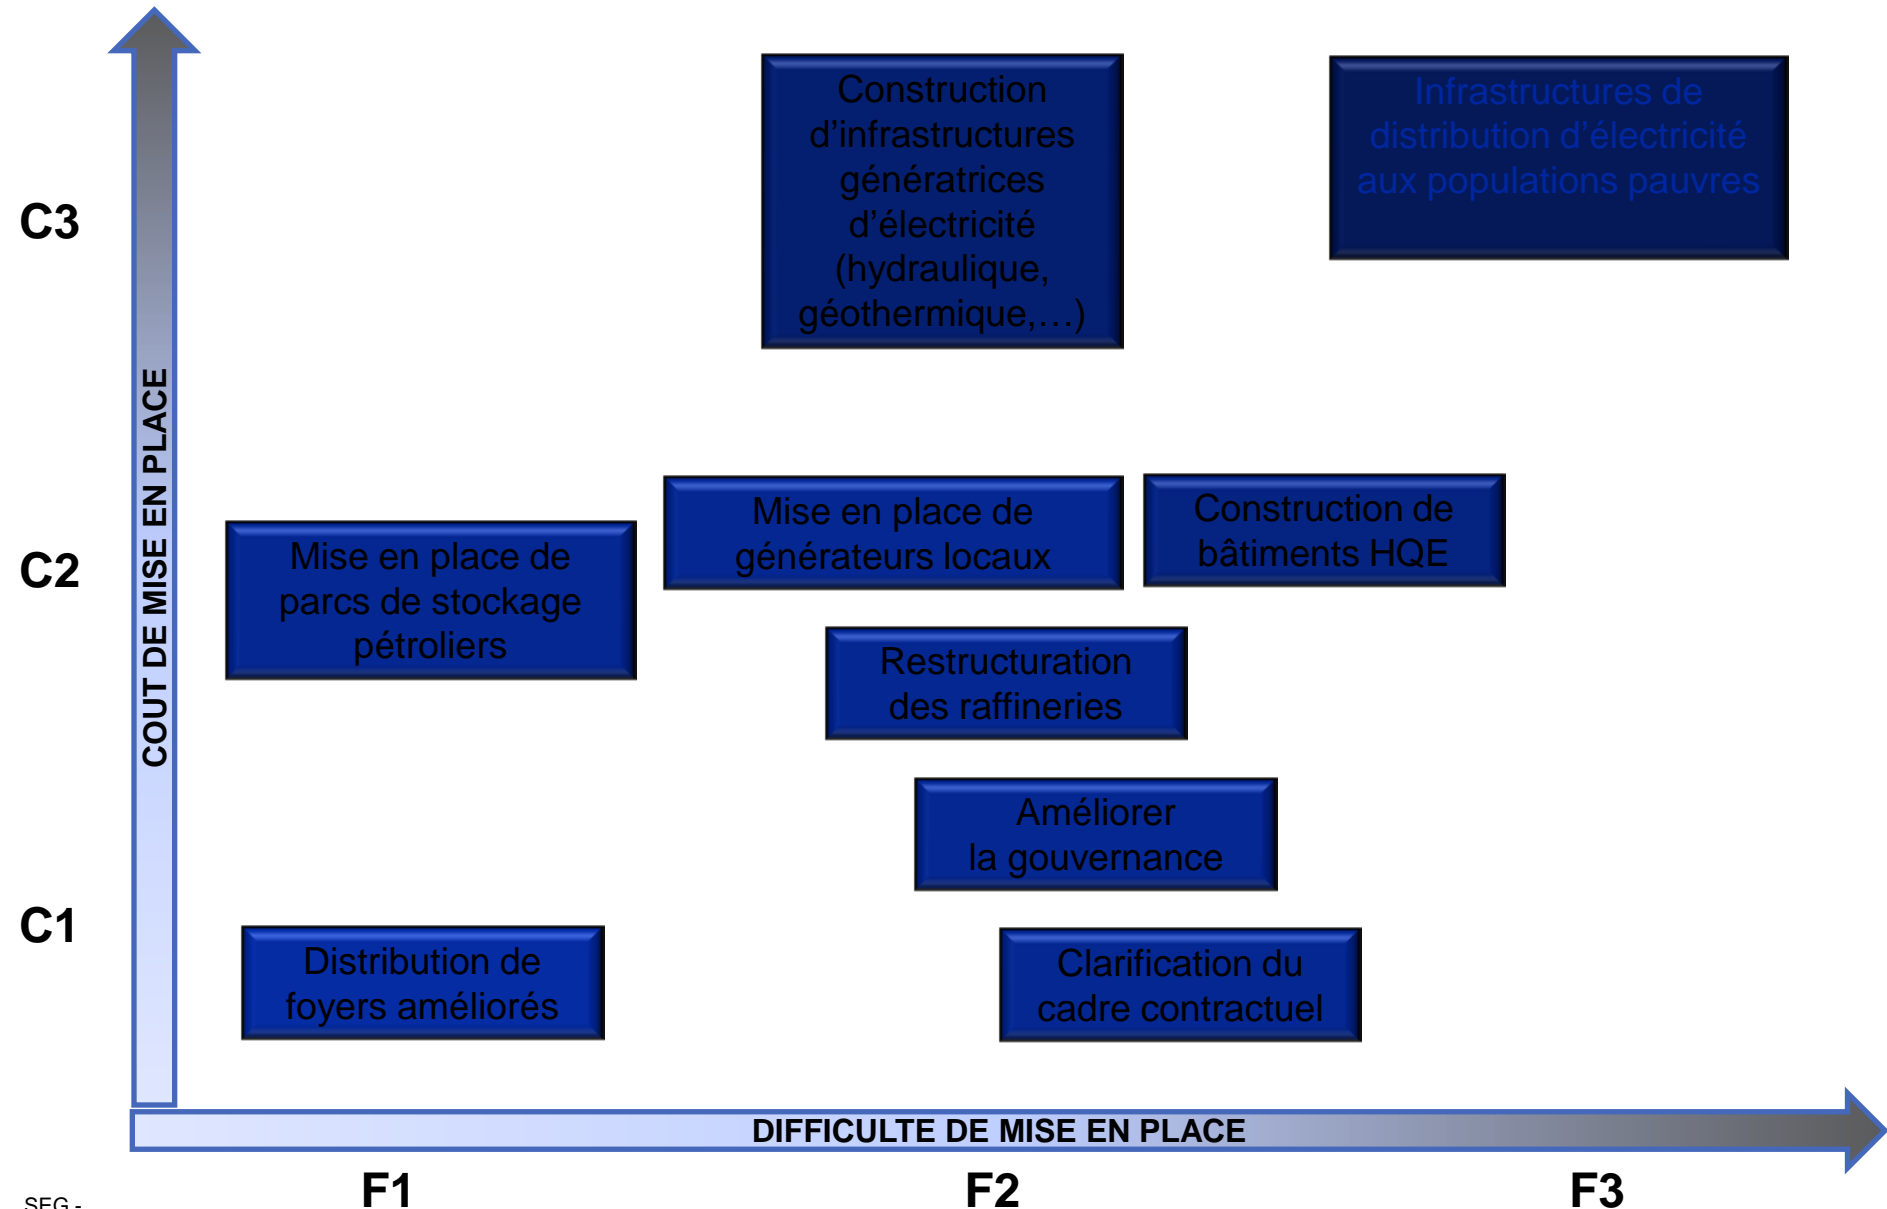 Construction
d’infrastructures
génératrices
d’électricité
(hydraulique,
géothermique,…)
Infrastructures de
distribution d’électricité
aux populations pauvres
C3
COUT DE MISE EN PLACE
Mise en place de
générateurs locaux
Construction de
bâtiments HQE
C2
Mise en place de
parcs de stockage
pétroliers
Restructuration
des raffineries
Améliorer
la gouvernance
C1
Distribution de
foyers améliorés
Clarification du
cadre contractuel
DIFFICULTE DE MISE EN PLACE
F1
F2
F3
SEG -